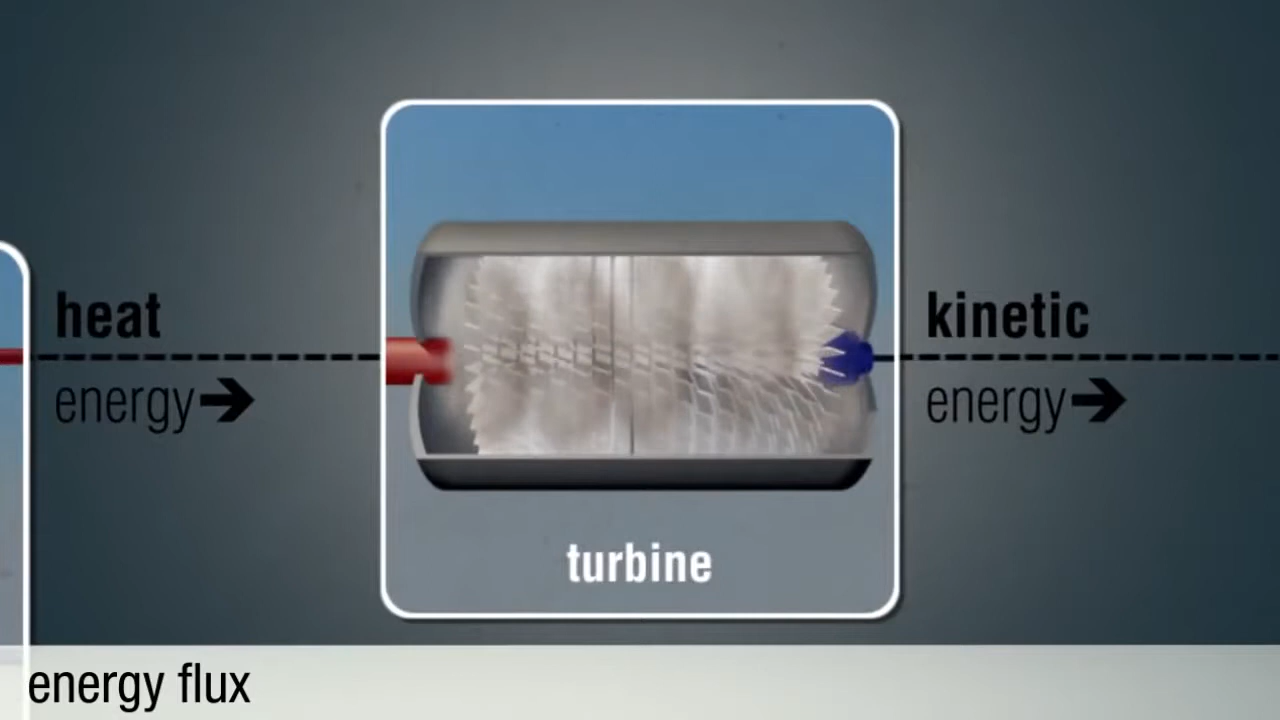 heat
energy
turbine
kinetic
energy
energy flux